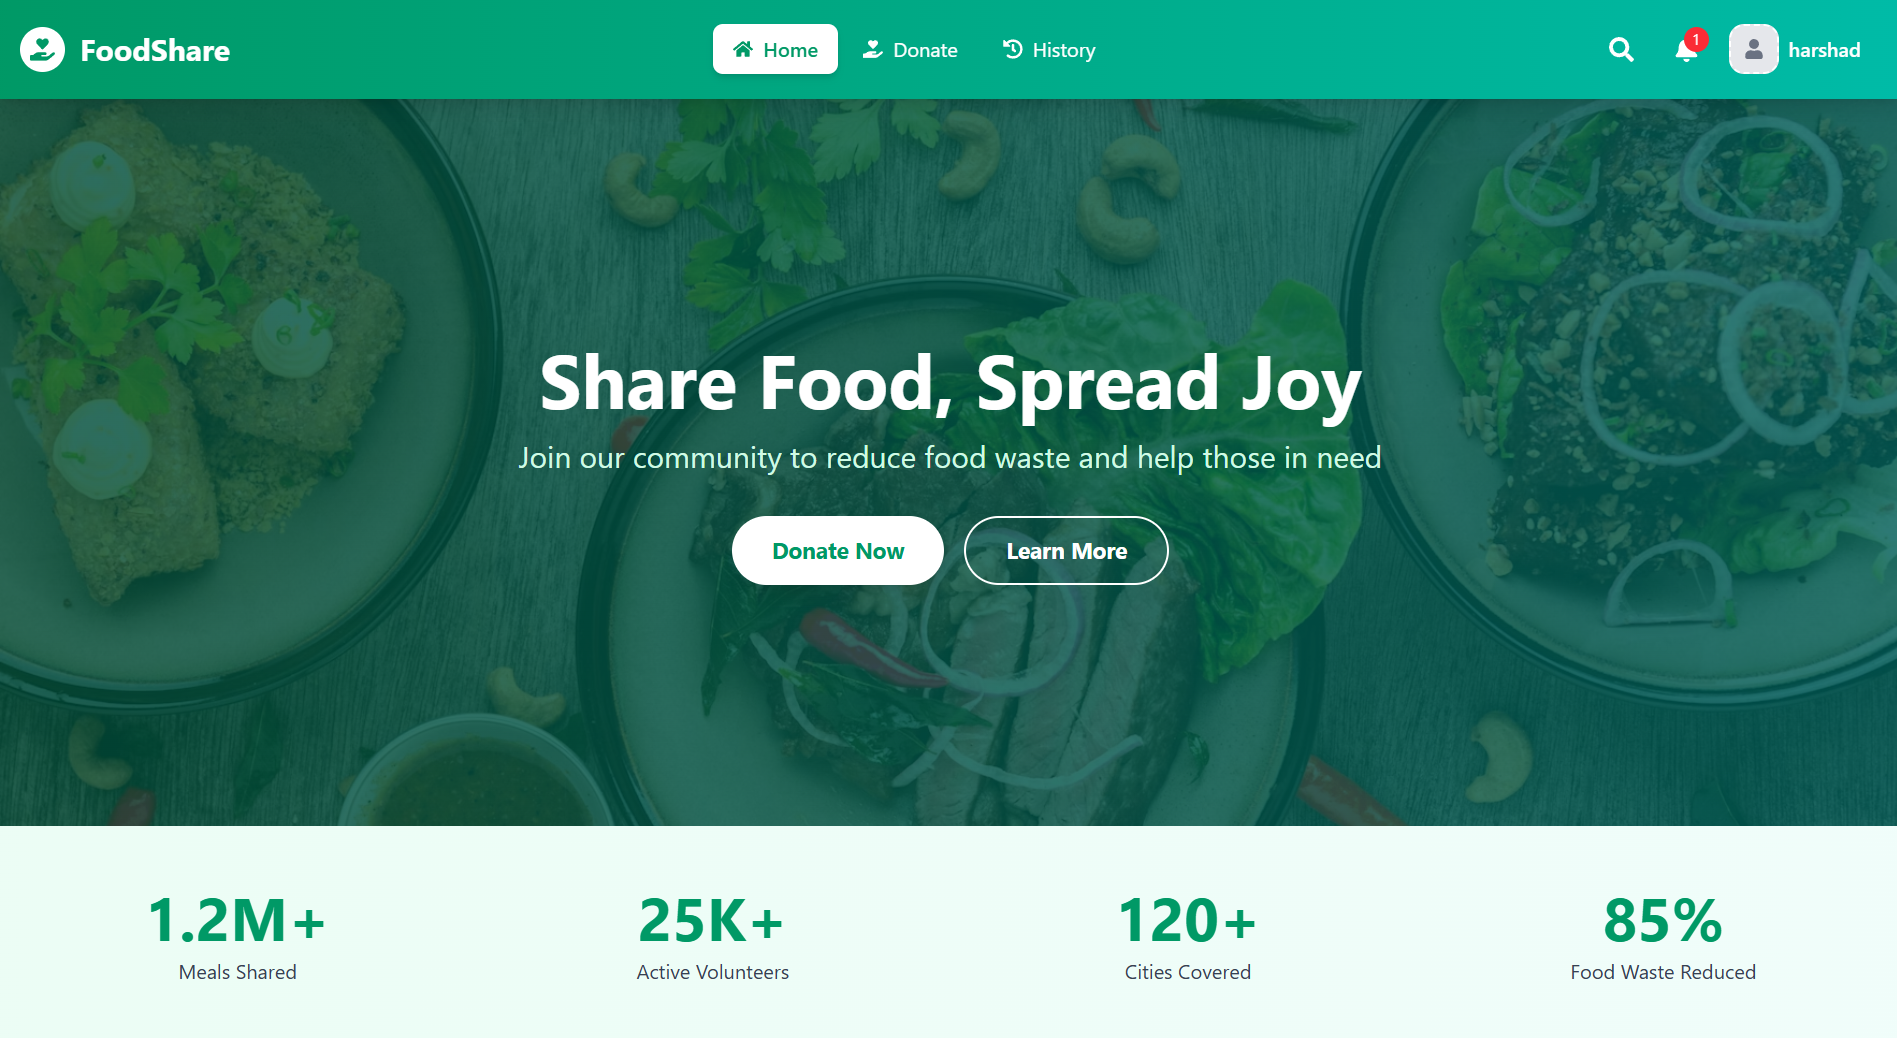 FoodShare
Home
Donate
History
1
harshad
Share Food, Spread Joy
Join our community to reduce food waste and help those in need
Donate Now
Learn More
1.2M+
Meals Shared
25K+
Active Volunteers
120+
Cities Covered
85%
Food Waste Reduced